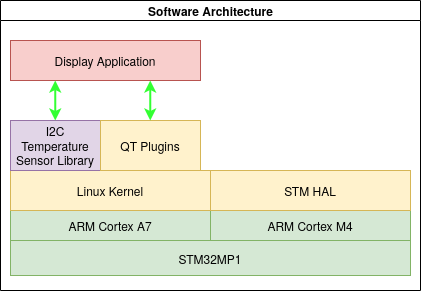 Software Architecture
Display Application
I2C
Temperature
Sensor Library
QT Plugins
Linux Kernel
STM HAL
ARM Cortex A7
ARM Cortex M4
STM32MP1